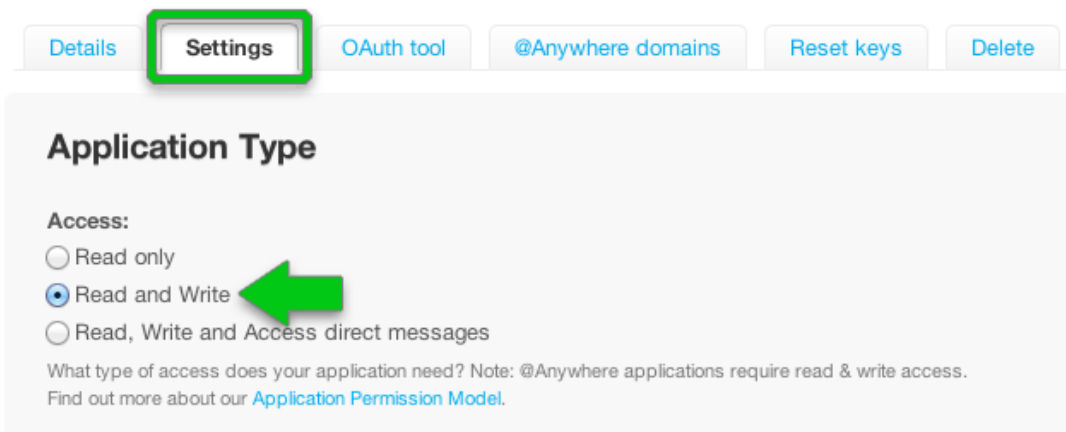 Details Settings OAuth tool @Anywhere domains Reset keys Delete
Application Type
Access:
Read only
Read and Write
Read, Write and Access direct messages
What type of access does your application need? Note: @Anywhere applications require read & write access.
Find out more about our Application Permission Model.